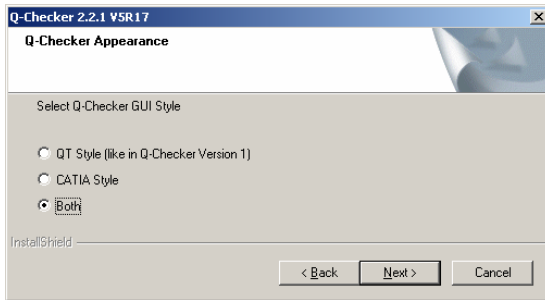 Q-Checker 2.2.1 V5R17
Q-Checker Appearance
Select Q-Checker GUI Style
QT Style (like in Q-Checker Version 1)
CATIA Style
Both
InstallShield
< Back Next > Cancel